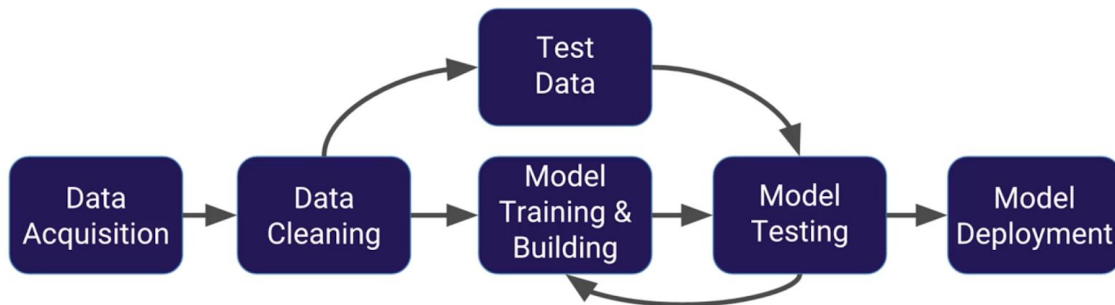 Test
Data
Data
Acquisition
Data
Cleaning
Model
Training &
Building
Model
Testing
Model
Deployment